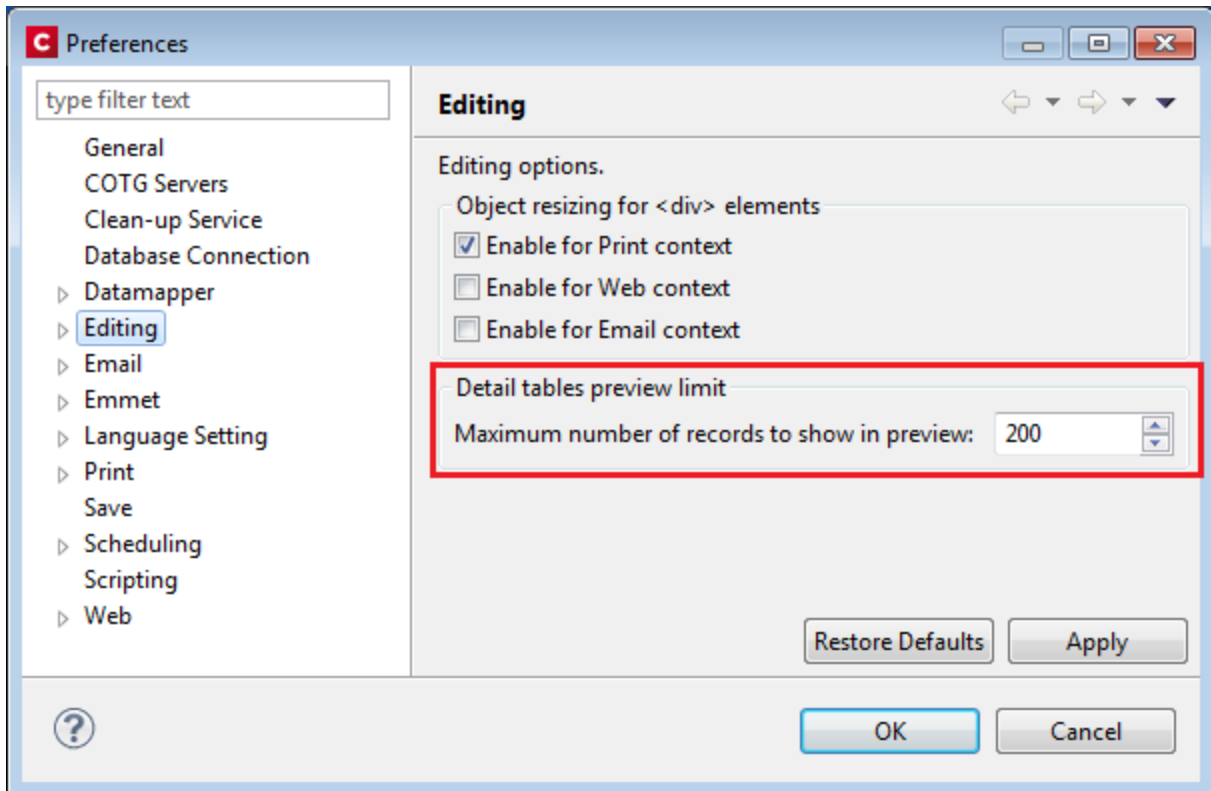 C Preferences
type filter text
General
COTG Servers
Clean-up Service
Database Connection
Datamapper
Editing
Email
Emmet
Language Setting
Print
Save
Scheduling
Scripting
Web
Editing
Editing options.
Object resizing for <div> elements
Enable for Print context
Enable for Web context
Enable for Email context
Detail tables preview limit
Maximum number of records to show in preview: 200
Restore Defaults Apply
? OK Cancel